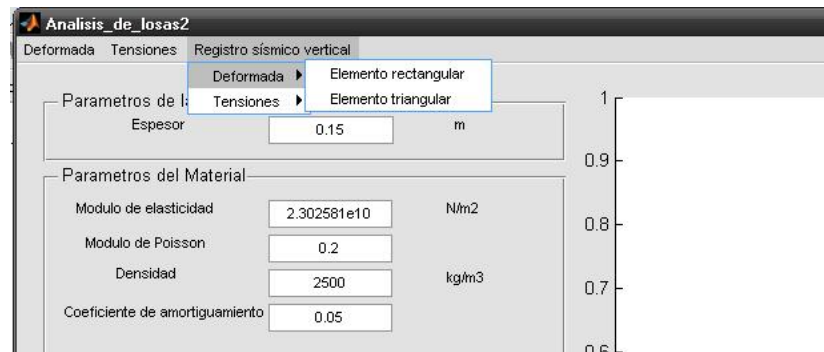 Analisis_de_losas2
Deformada Tensiones Registro sísmico vertical
Deformada Elemento rectangular
Tensiones Elemento triangular
Parametros de l
Espesor 0.15 m
Parametros del Material
Modulo de elasticidad 2.302581e10 N/m2
Modulo de Poisson 0.2
Densidad 2500 kg/m3
Coeficiente de amortiguamiento 0.05
1
0.9
0.8
0.7
0.6